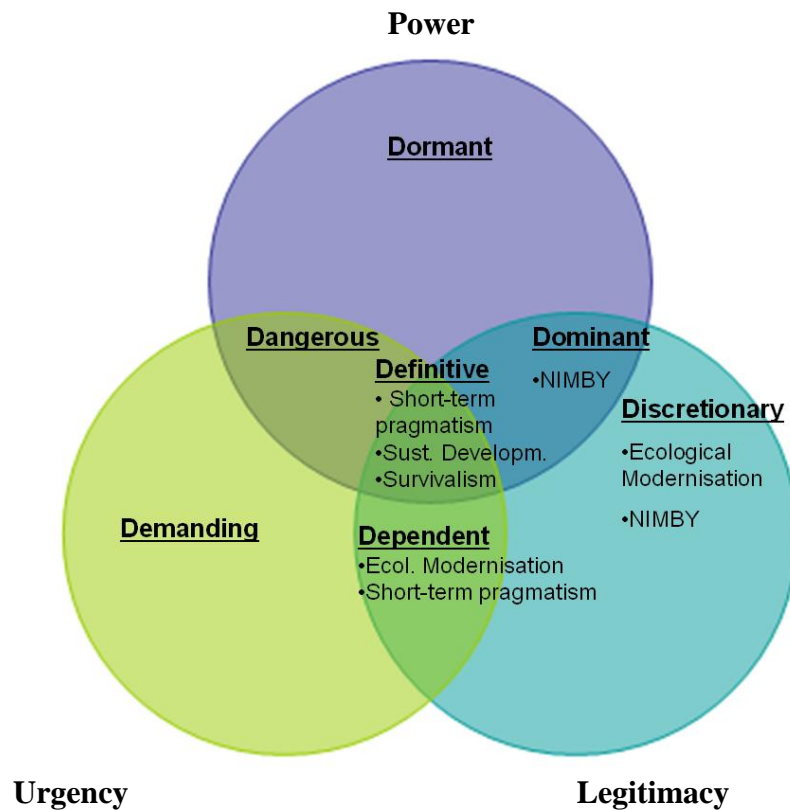 Power
Dormant
Dangerous
Dominant
Definitive
•NIMBY
• Short-term
pragmatism
•Sust. Developm.
•Survivalism
Discretionary
•Ecological
Modernisation
•NIMBY
Demanding
Dependent
•Ecol. Modernisation
•Short-term pragmatism
Urgency
Legitimacy